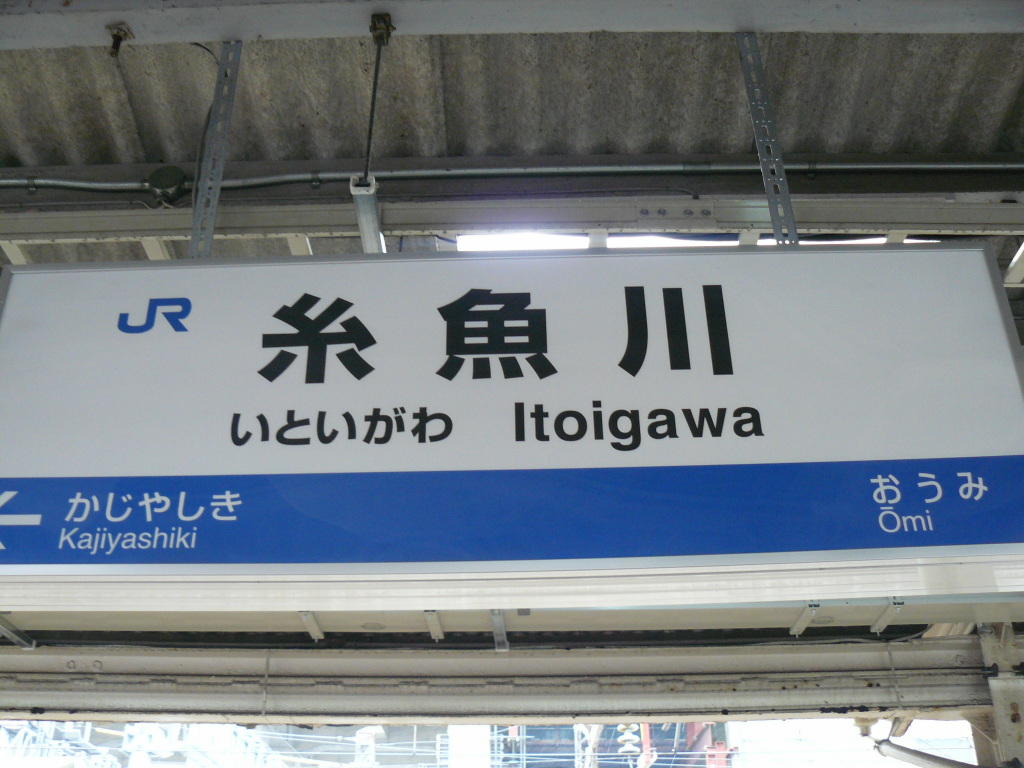 JR 糸魚川
いといがわ Itoigawa
かじやしき
Kajiyashiki
おうみ
Ōmi